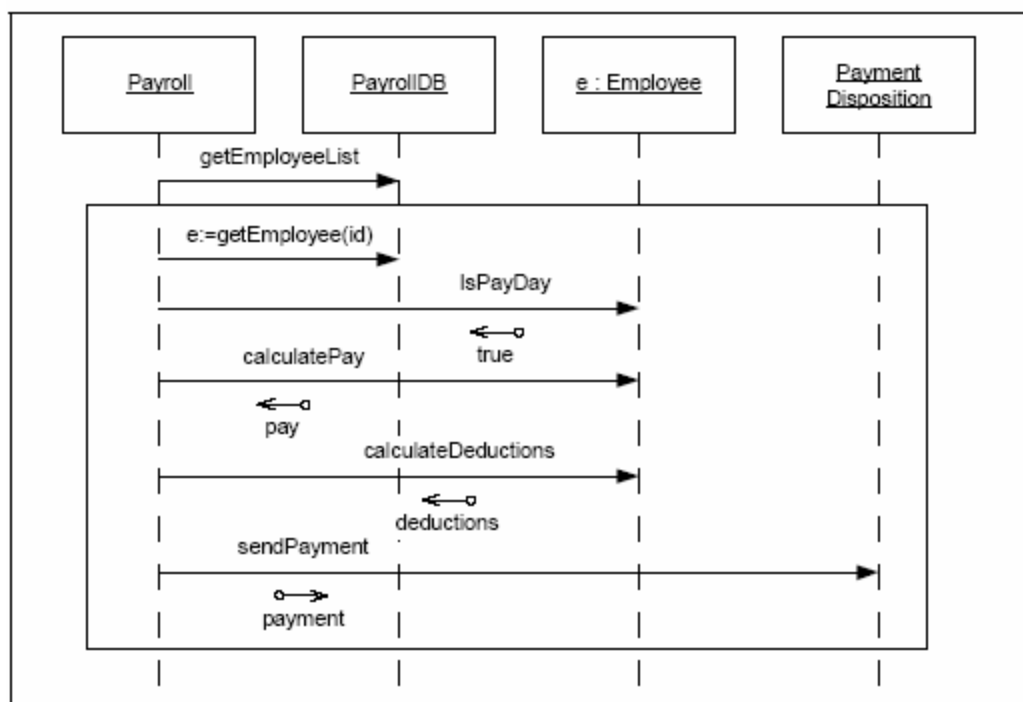 Payroll
PayrollDB
e : Employee
Payment
Disposition
getEmployeeList
e:=getEmployee(id)
IsPayDay
true
calculatePay
pay
calculateDeductions
deductions
sendPayment
payment